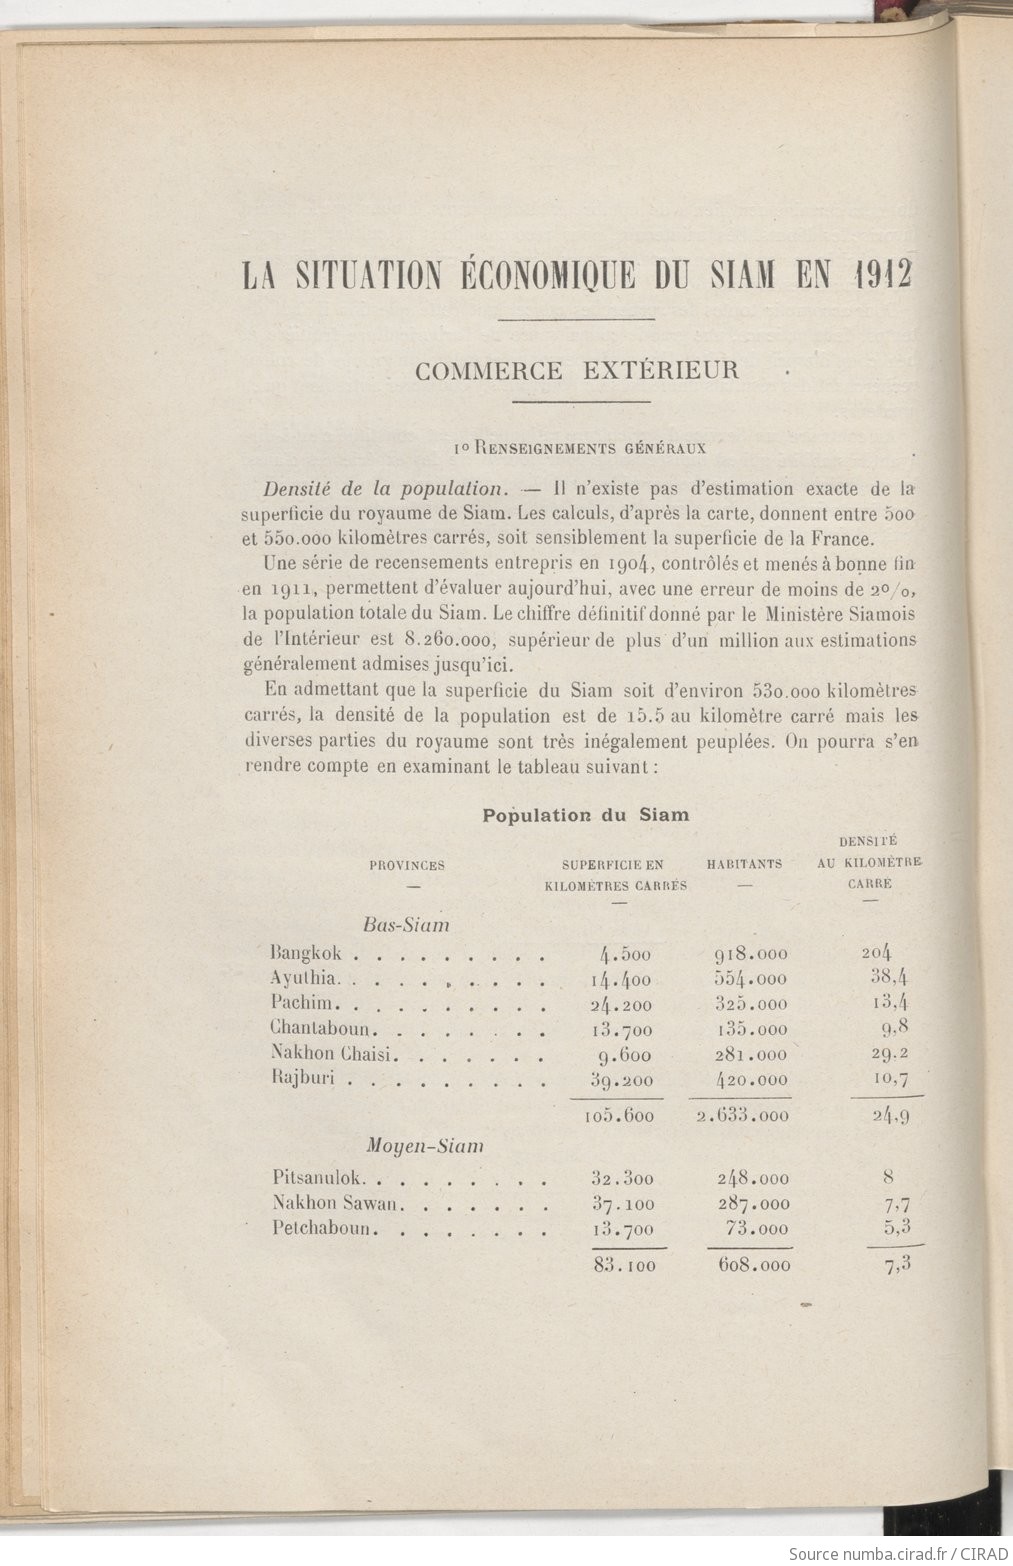 LA SITUATION ÉCONOMIQUE DU SIAM EN 1912
COMMERCE EXTÉRIEUR
1º RENSEIGNEMENTS GÉNÉRAUX
Densité de la population. — Il n'existe pas d'estimation exacte de la
superficie du royaume de Siam. Les calculs, d'après la carte, donnent entre 500
et 550.000 kilomètres carrés, soit sensiblement la superficie de la France.
Une série de recensements entrepris en 1904, contrôlés et menés à bonne fin
en 1911, permettent d'évaluer aujourd'hui, avec une erreur de moins de 2º/o,
la population totale du Siam. Le chiffre définitif donné par le Ministère Siamois
de l'Intérieur est 8.260.000, supérieur de plus d'un million aux estimations
généralement admises jusqu'ici.
En admettant que la superficie du Siam soit d'environ 530.000 kilomètres
carrés, la densité de la population est de 15.5 au kilomètre carré mais les
diverses parties du royaume sont très inégalement peuplées. On pourra s'en
rendre compte en examinant le tableau suivant :
Population du Siam
PROVINCES SUPERFICIE EN KILOMÈTRES CARRÉS HABITANTS DENSITÉ AU KILOMÈTRE CARRE
Bas-Siam
Bangkok . . . . . . . . . 4.500 918.000 204
Ayuthia. . . . . . . . . . 14.400 554.000 38,4
Pachim. . . . . . . . . . 24.200 325.000 13,4
Chantaboun. . . . . . . . 13.700 135.000 9,8
Nakhon Chaisi. . . . . . . 9.600 281.000 29.2
Rajburi . . . . . . . . . 39.200 420.000 10,7
105.600 2.633.000 24,9
Moyen-Siam
Pitsanulok. . . . . . . . . 32.300 248.000 8
Nakhon Sawan. . . . . . . 37.100 287.000 7,7
Petchaboun. . . . . . . . 13.700 73.000 5,3
83.100 608.000 7,3
Source numba.cirad.fr / CIRAD